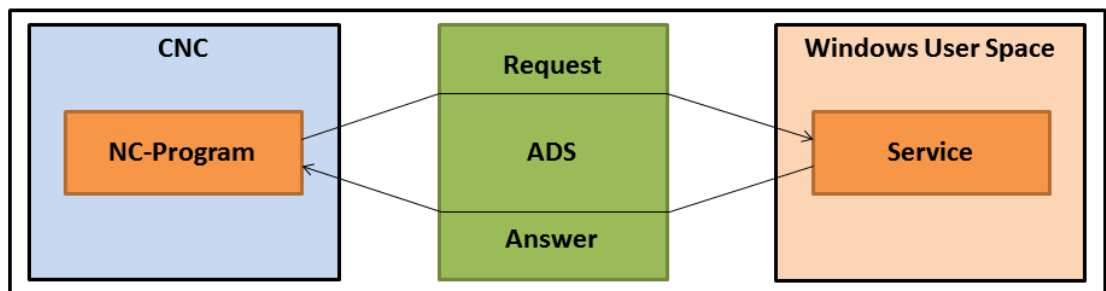 CNC
Windows User Space
Request
NC-Program
ADS
Service
Answer